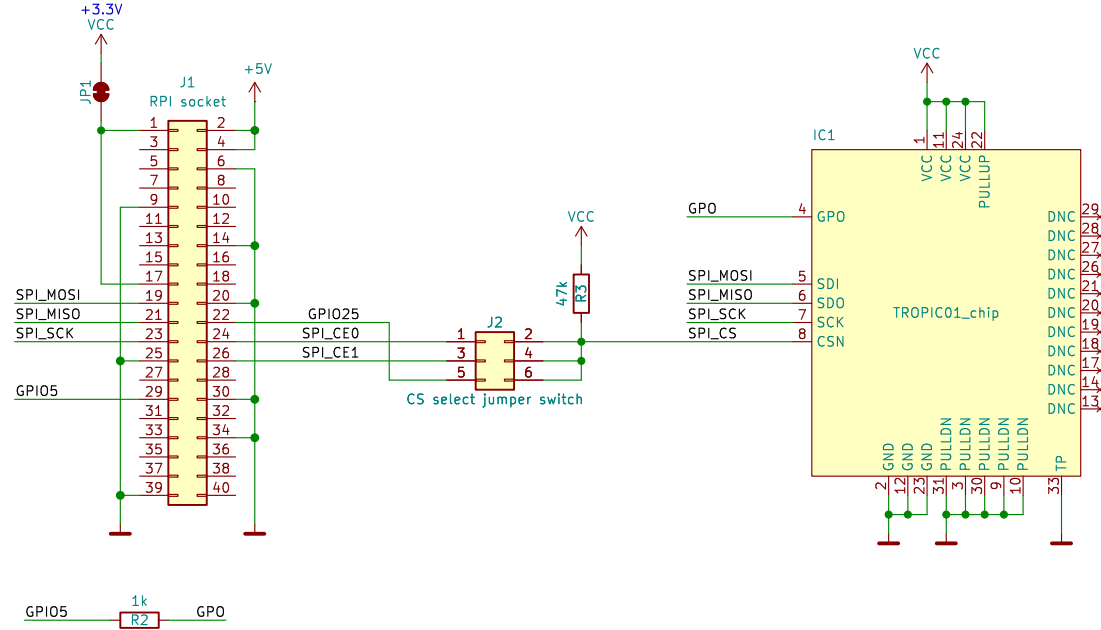 +3.3V
VCC
JP1
J1
RPI socket
+5V
1 2
3 4
5 6
7 8
9 10
11 12
13 14
15 16
17 18
SPI_MOSI 19 20
SPI_MISO 21 22 GPIO25
SPI_SCK 23 24 SPI_CE0
25 26 SPI_CE1
27 28
GPIO5 29 30
31 32
33 34
35 36
37 38
39 40
VCC
47k
R3
J2
1 2
3 4
5 6
CS select jumper switch
VCC
IC1
1 11 24 22
VCC VCC VCC PULLUP
GPO 4 GPO
SPI_MOSI 5 SDI
SPI_MISO 6 SDO
SPI_SCK 7 SCK
SPI_CS 8 CSN
TROPIC01_chip
DNC 29
DNC 28
DNC 27
DNC 26
DNC 21
DNC 20
DNC 19
DNC 18
DNC 17
DNC 14
DNC 13
GND GND GND PULLDN PULLDN PULLDN PULLDN PULLDN TP
2 12 23 31 3 30 9 10 33
1k
GPIO5 R2 GPO